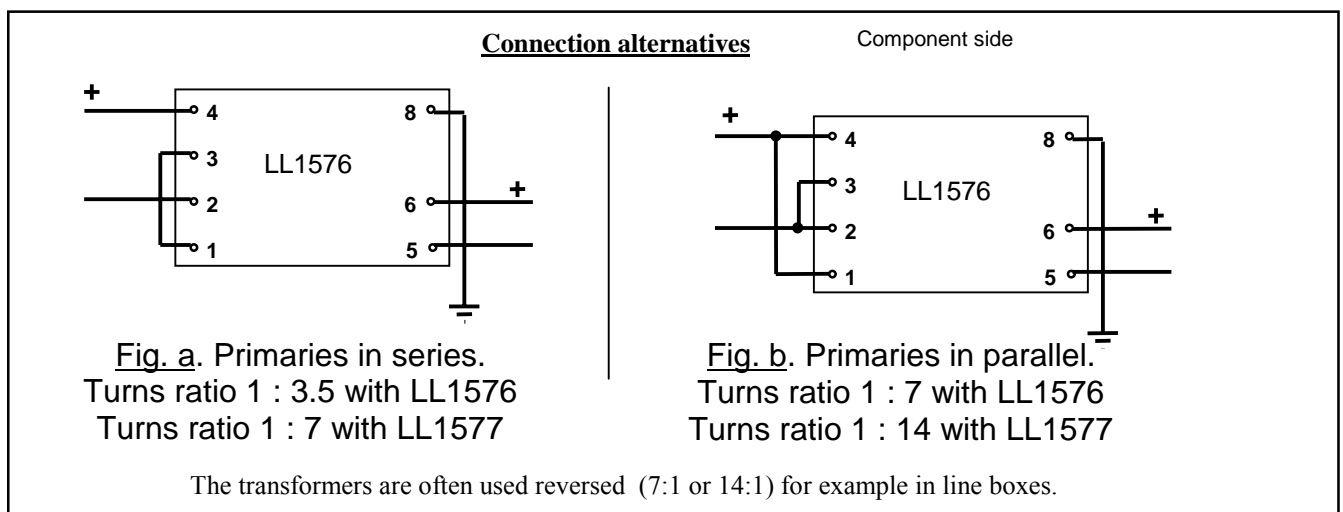 Connection alternatives
Component side
+
4
3
2
1
LL1576
8
6
5
+
Fig. a. Primaries in series.
Turns ratio 1 : 3.5 with LL1576
Turns ratio 1 : 7 with LL1577
+
4
3
2
1
LL1576
8
6
5
+
Fig. b. Primaries in parallel.
Turns ratio 1 : 7 with LL1576
Turns ratio 1 : 14 with LL1577
The transformers are often used reversed (7:1 or 14:1) for example in line boxes.